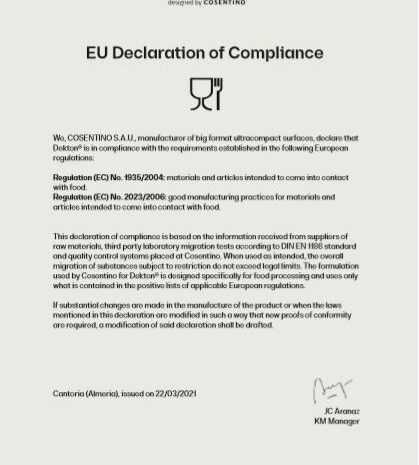 designed by COSENTINO
EU Declaration of Compliance
We, COSENTINO S.A.U., manufacturer of big format ultracompact surfaces, declare that
Dekton® is in compliance with the requirements established in the following European
regulations:
Regulation (EC) No. 1935/2004: materials and articles intended to come into contact
with food.
Regulation (EC) No. 2023/2006: good manufacturing practices for materials and
articles intended to come into contact with food.
This declaration of compliance is based on the information received from suppliers of
raw materials, third party laboratory migration tests according to DIN EN 1186 standard
and quality control systems placed at Cosentino. When used as intended, the overall
migration of substances subject to restriction do not exceed legal limits. The formulation
used by Cosentino for Dekton® is designed specifically for food processing and uses only
what is contained in the positive lists of applicable European regulations.
If substantial changes are made in the manufacture of the product or when the laws
mentioned in this declaration are modified in such a way that new proofs of conformity
are required, a modification of said declaration shall be drafted.
Cantoria (Almería), issued on 22/03/2021
JC Aranaz
KM Manager